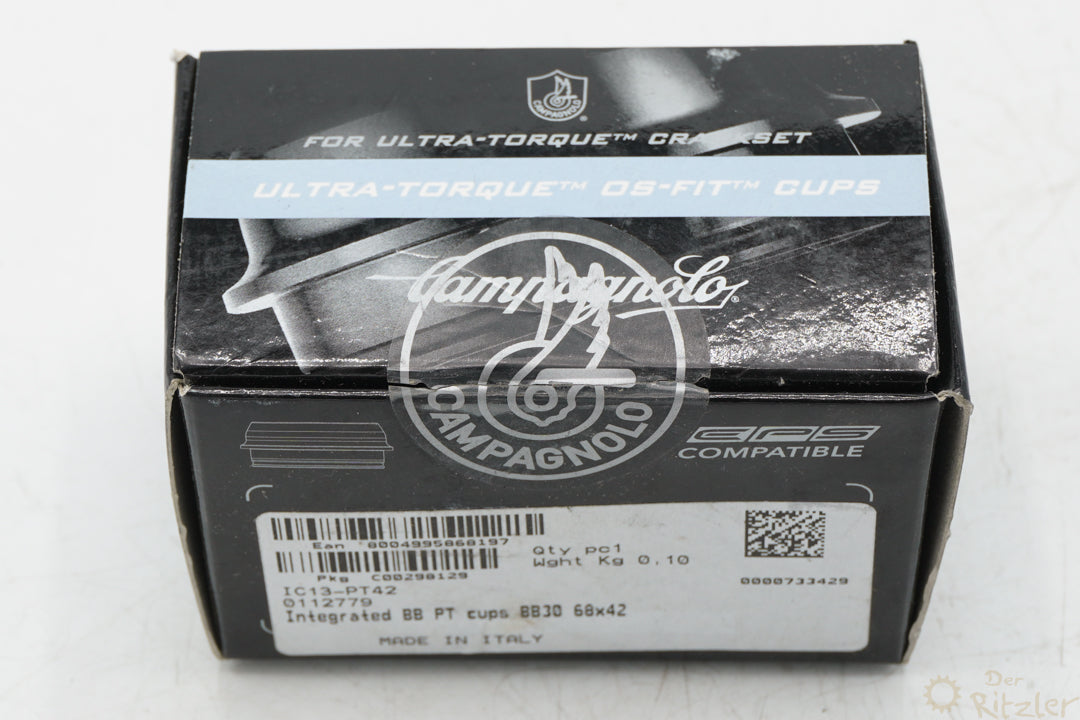 CAMPAGNOLO
FOR ULTRA-TORQUE™ CRANKSET
ULTRA-TORQUE™ OS-FIT™ CUPS
Campagnolo®
CAMPAGNOLO
EPS
COMPATIBLE
Ean 8004995868197
Qty pc1
Pkg C00298129
Wght Kg 0,10
0000733429
IC13-PT42
0112779
Integrated BB PT cups BB30 68x42
MADE IN ITALY
Der
Ritzler